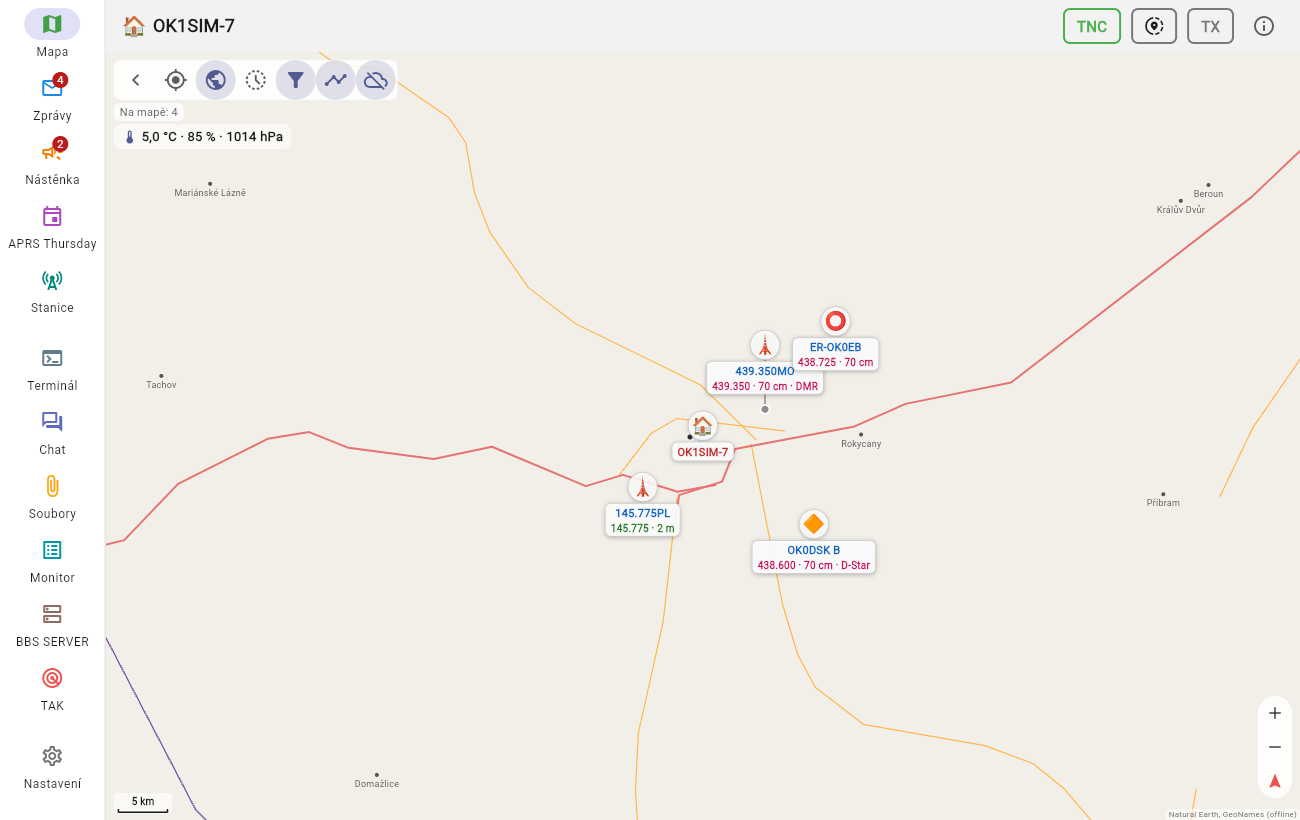 OK1SIM-7
TNC
TX
Mapa
4
Zprávy
2
Nástěnka
APRS Thursday
Stanice
Terminál
Chat
Soubory
Monitor
BBS SERVER
TAK
Nastavení
Na mapě: 4
5,0 °C · 85 % · 1014 hPa
Mariánské Lázně
Beroun
Králův Dvůr
Tachov
ER-OK0EB
438.725 · 70 cm
439.350MO
439.350 · 70 cm · DMR
Rokycany
OK1SIM-7
Příbram
145.775PL
145.775 · 2 m
OK0DSK B
438.600 · 70 cm · D-Star
Domažlice
5 km
Natural Earth, GeoNames (offline)